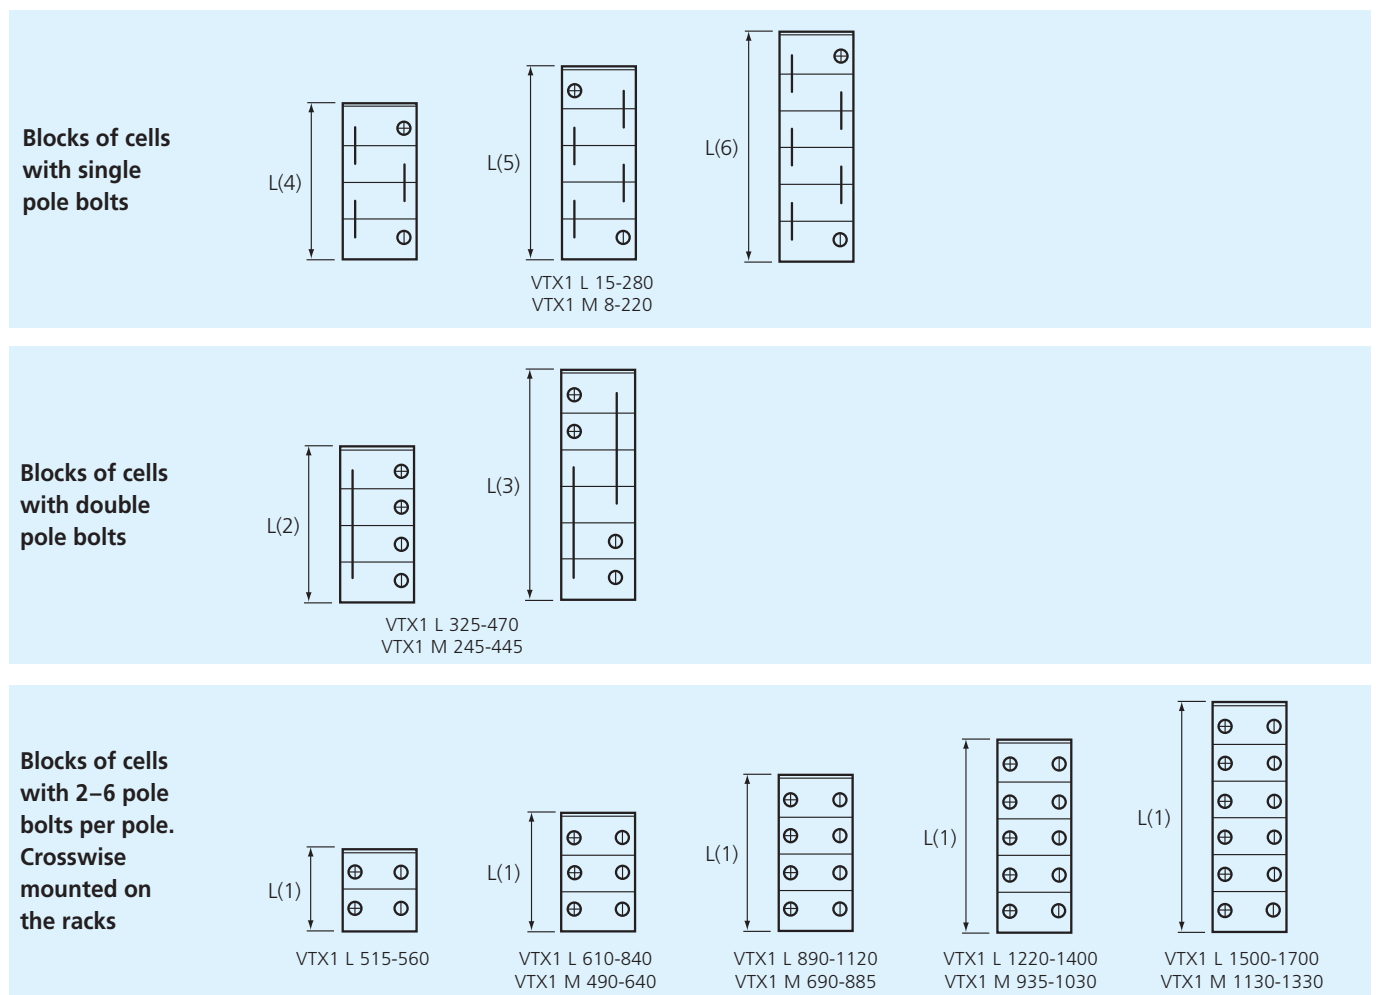 Blocks of cells
with single
pole bolts
L(4)
L(5)
L(6)
VTX1 L 15-280
VTX1 M 8-220
Blocks of cells
with double
pole bolts
L(2)
L(3)
VTX1 L 325-470
VTX1 M 245-445
Blocks of cells
with 2–6 pole
bolts per pole.
Crosswise
mounted on
the racks
L(1)
L(1)
L(1)
L(1)
L(1)
VTX1 L 515-560
VTX1 L 610-840
VTX1 M 490-640
VTX1 L 890-1120
VTX1 M 690-885
VTX1 L 1220-1400
VTX1 M 935-1030
VTX1 L 1500-1700
VTX1 M 1130-1330